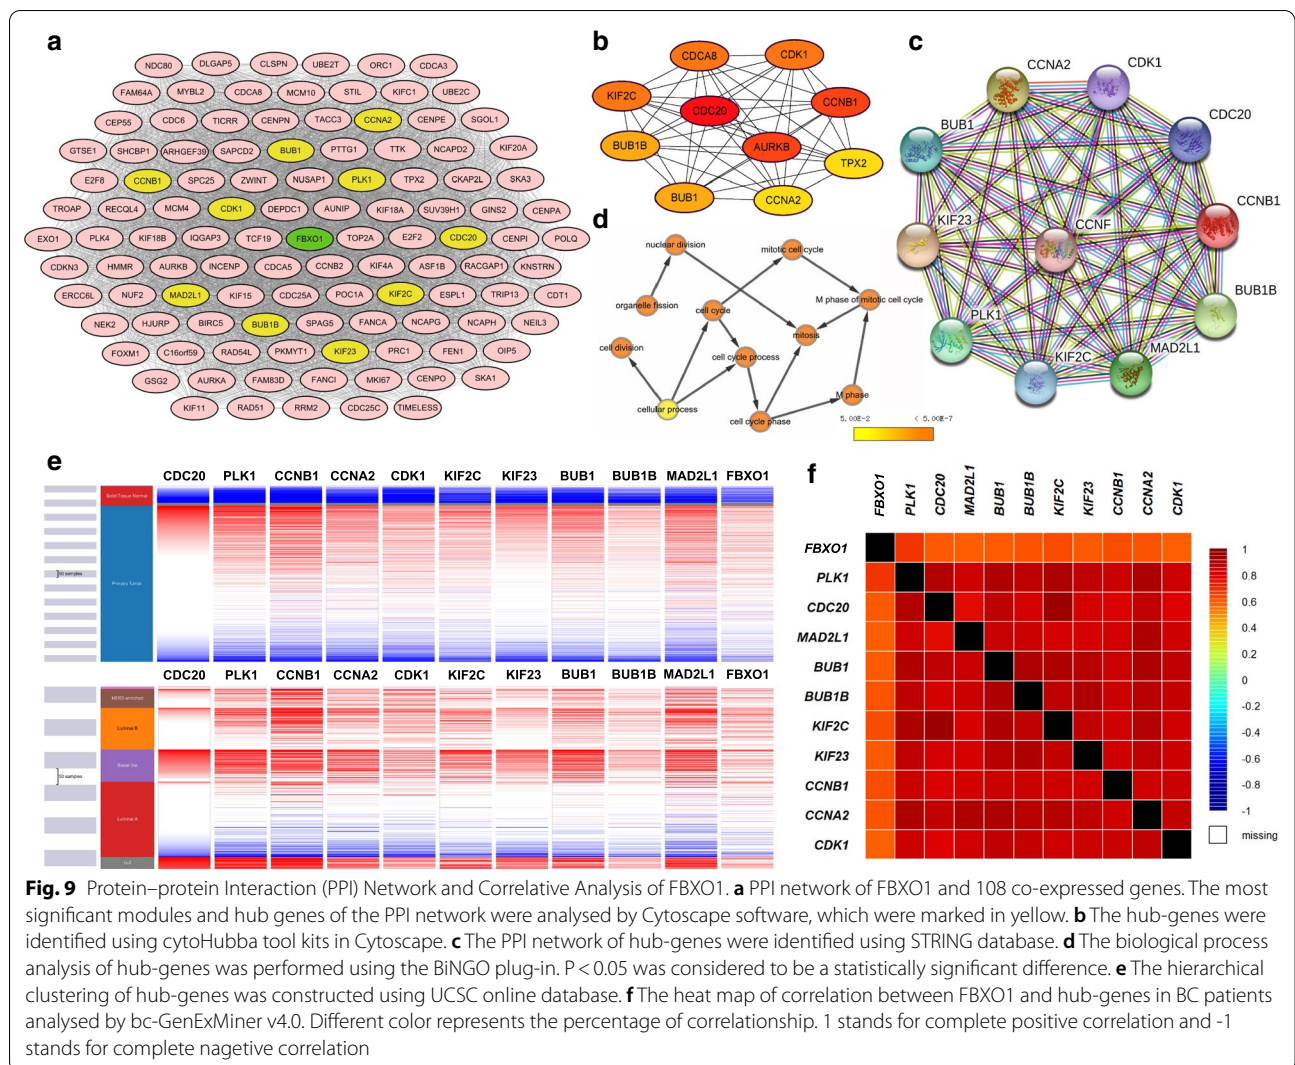 a
NDC80 DLGAP5 CLSPN UBE2T ORC1 CDCA3
FAM64A MYBL2 CDCA8 MCM10 STIL KIFC1 UBE2C
CEP55 CDC6 TICRR CENPN TACC3 CCNA2 CENPE SGOL1
GTSE1 SHCBP1 ARHGEF39 SAPCD2 BUB1 PTTG1 TTK NCAPD2 KIF20A
E2F8 CCNB1 SPC25 ZWINT NUSAP1 PLK1 TPX2 CKAP2L SKA3
TROAP RECQL4 MCM4 CDK1 DEPDC1 AUNIP KIF18A SUV39H1 GINS2 CENPA
EXO1 PLK4 KIF18B IQGAP3 TCF19 FBXO1 TOP2A E2F2 CDC20 CENPI POLQ
CDKN3 HMMR AURKB INCENP CDCA5 CCNB2 KIF4A ASF1B RACGAP1 KNSTRN
ERCC6L NUF2 MAD2L1 KIF15 CDC25A POC1A KIF2C ESPL1 TRIP13 CDT1
NEK2 HJURP BIRC5 BUB1B SPAG5 FANCA NCAPG NCAPH NEIL3
FOXM1 C16orf59 RAD54L PKMYT1 KIF23 PRC1 FEN1 OIP5
GSG2 AURKA FAM83D FANCI MKI67 CENPO SKA1
KIF11 RAD51 RRM2 CDC25C TIMELESS
b
CDCA8 CDK1
KIF2C CDC20 CCNB1
BUB1B AURKB TPX2
BUB1 CCNA2
c
CCNA2 CDK1
BUB1 CDC20
KIF23 CCNF CCNB1
PLK1 BUB1B
KIF2C MAD2L1
d
nuclear division mitotic cell cycle
organelle fission M phase of mitotic cell cycle
cell cycle
mitosis
cell division cell cycle process
M phase
cellular process
cell cycle phase
5.00E-2 < 5.00E-7
e
CDC20 PLK1 CCNB1 CCNA2 CDK1 KIF2C KIF23 BUB1 BUB1B MAD2L1 FBXO1
Solid Tissue Normal
80 samples
Primary Tumor
CDC20 PLK1 CCNB1 CCNA2 CDK1 KIF2C KIF23 BUB1 BUB1B MAD2L1 FBXO1
HER2-enriched
Luminal B
Basal-like
50 samples
Luminal A
null
f
FBXO1 PLK1 CDC20 MAD2L1 BUB1 BUB1B KIF2C KIF23 CCNB1 CCNA2 CDK1
FBXO1
PLK1
CDC20
MAD2L1
BUB1
BUB1B
KIF2C
KIF23
CCNB1
CCNA2
CDK1
1
0.8
0.6
0.4
0.2
0
-0.2
-0.4
-0.6
-0.8
-1
missing
Fig. 9 Protein–protein Interaction (PPI) Network and Correlative Analysis of FBXO1. a PPI network of FBXO1 and 108 co-expressed genes. The most
significant modules and hub genes of the PPI network were analysed by Cytoscape software, which were marked in yellow. b The hub-genes were
identified using cytoHubba tool kits in Cytoscape. c The PPI network of hub-genes were identified using STRING database. d The biological process
analysis of hub-genes was performed using the BiNGO plug-in. P < 0.05 was considered to be a statistically significant difference. e The hierarchical
clustering of hub-genes was constructed using UCSC online database. f The heat map of correlation between FBXO1 and hub-genes in BC patients
analysed by bc-GenExMiner v4.0. Different color represents the percentage of correlationship. 1 stands for complete positive correlation and -1
stands for complete nagetive correlation